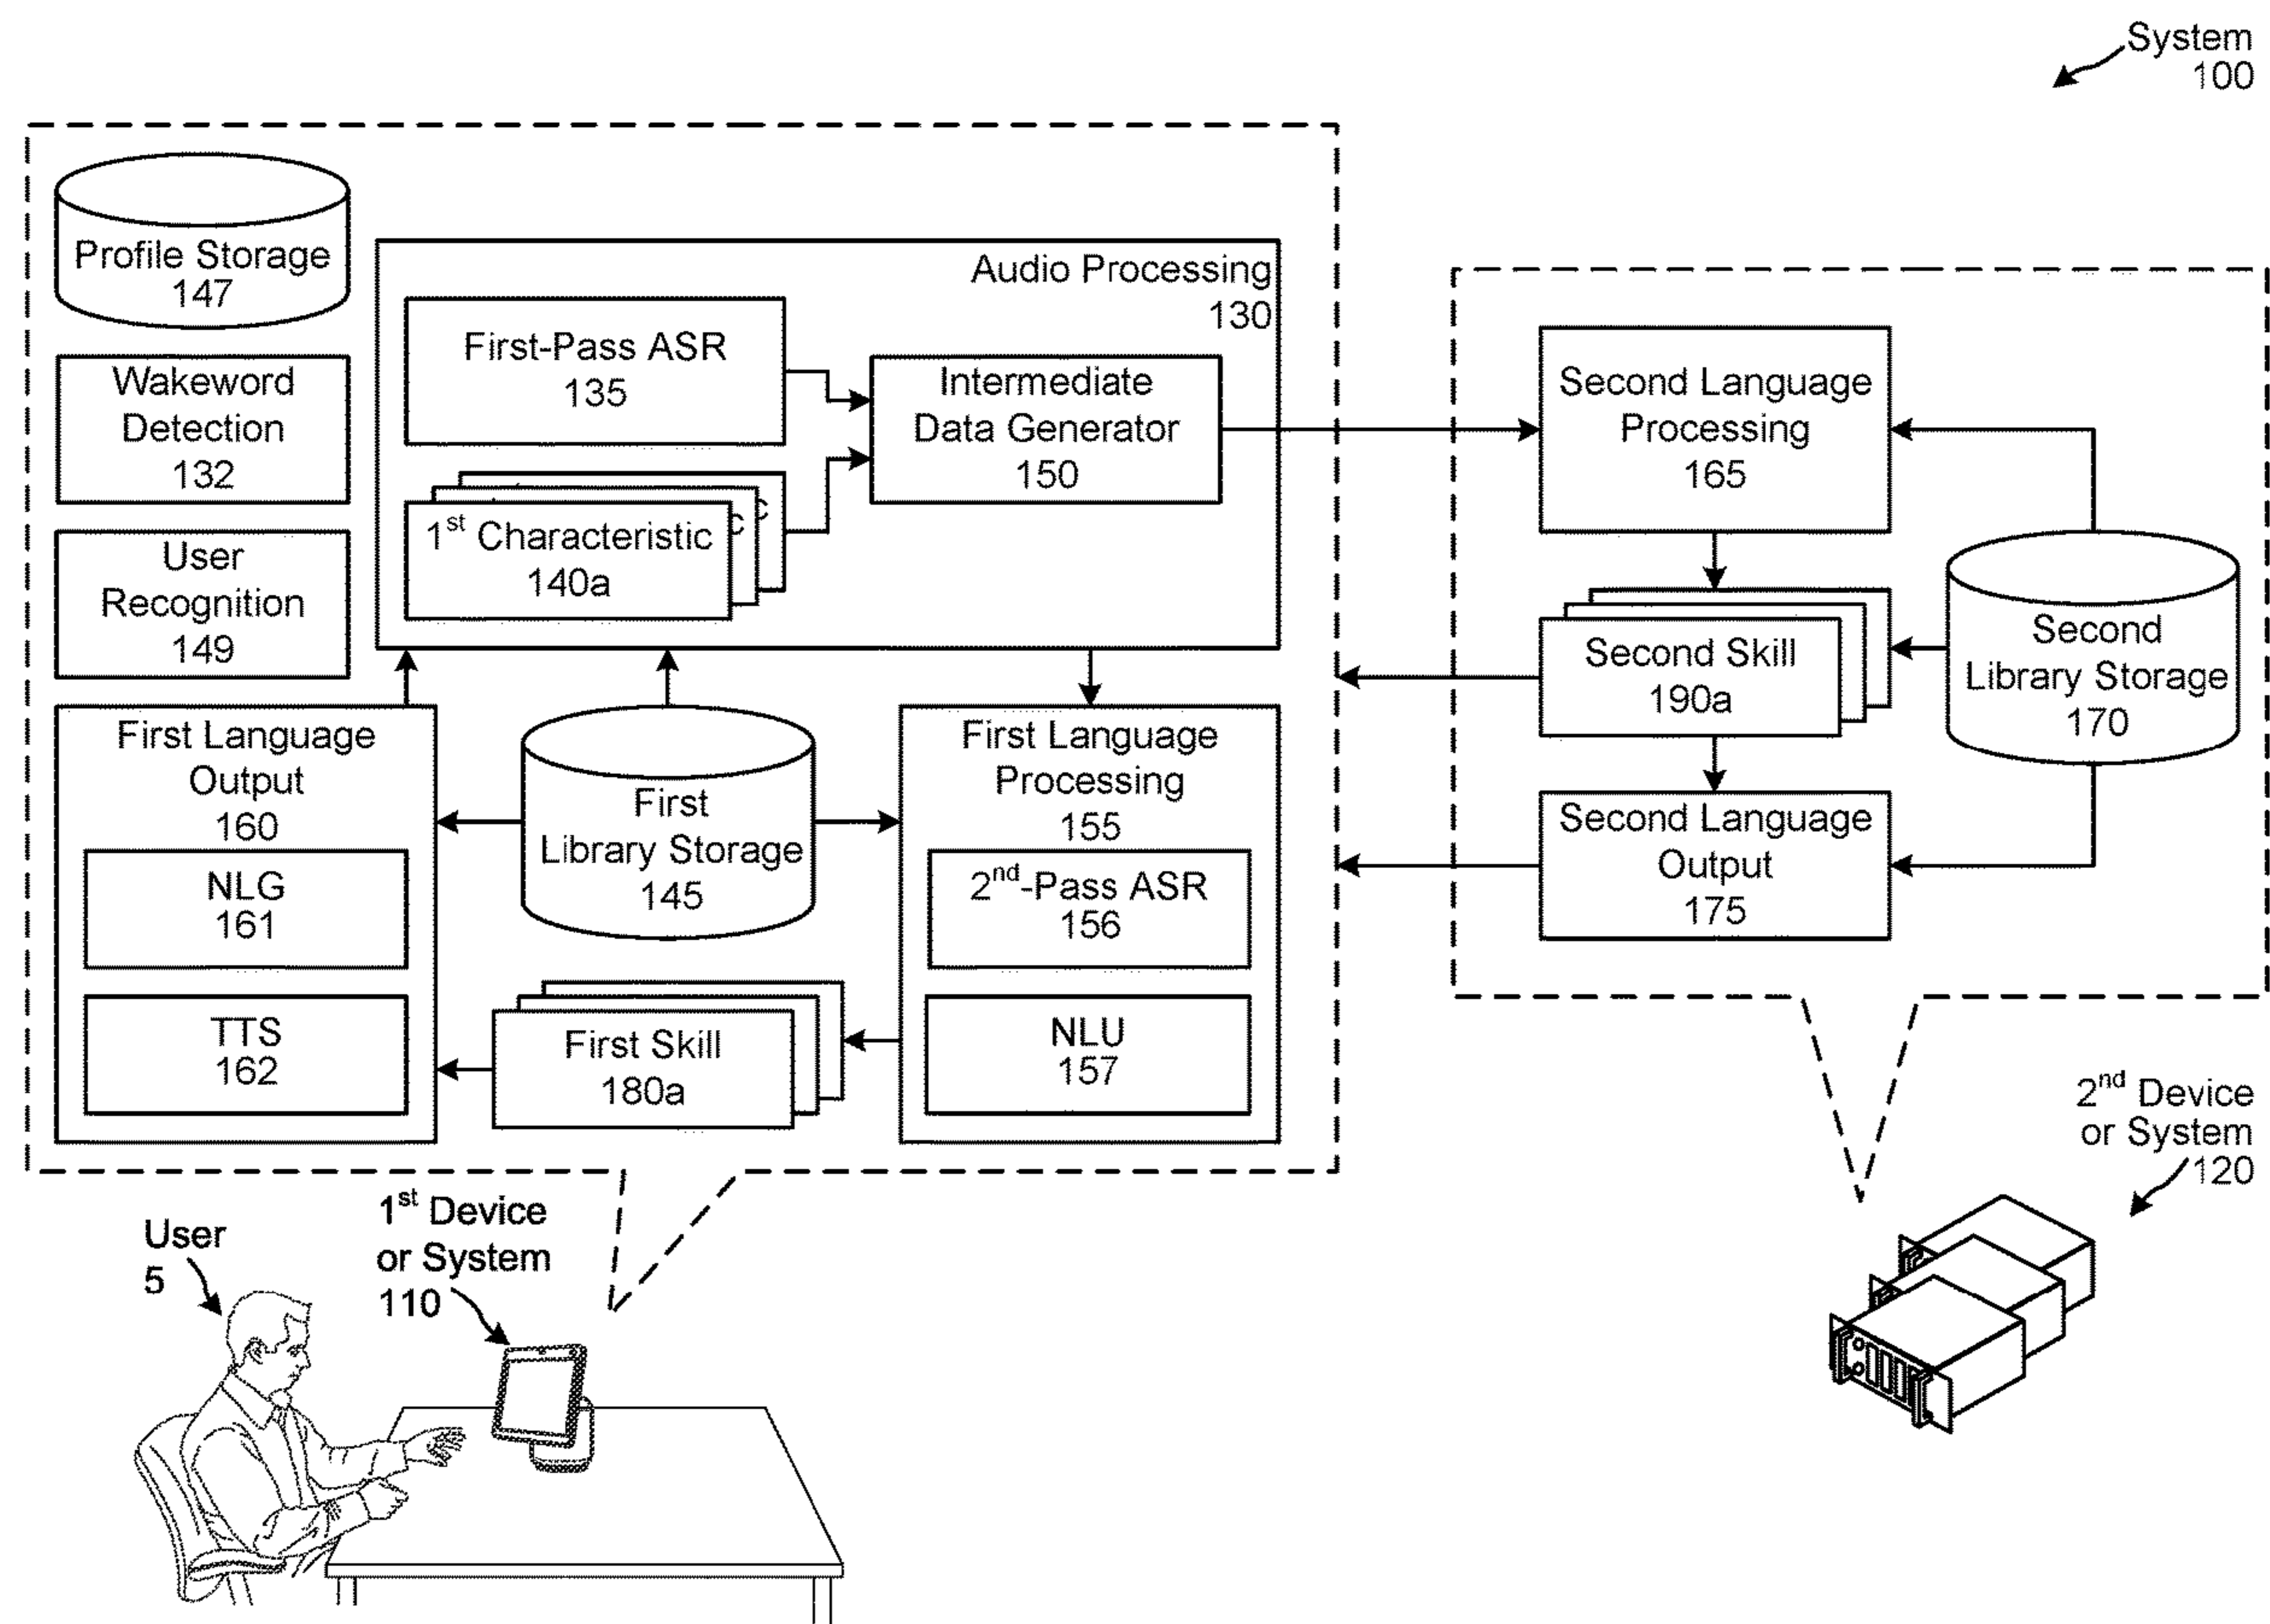 System
100
Profile Storage
147
Wakeword
Detection
132
User
Recognition
149
Audio Processing
130
First-Pass ASR
135
c
c
1st Characteristic
140a
Intermediate
Data Generator
150
First Language
Output
160
NLG
161
TTS
162
First
Library Storage
145
First Skill
180a
First Language
Processing
155
2nd-Pass ASR
156
NLU
157
Second Language
Processing
165
Second Skill
190a
Second Language
Output
175
Second
Library Storage
170
User
5
1st Device
or System
110
2nd Device
or System
120